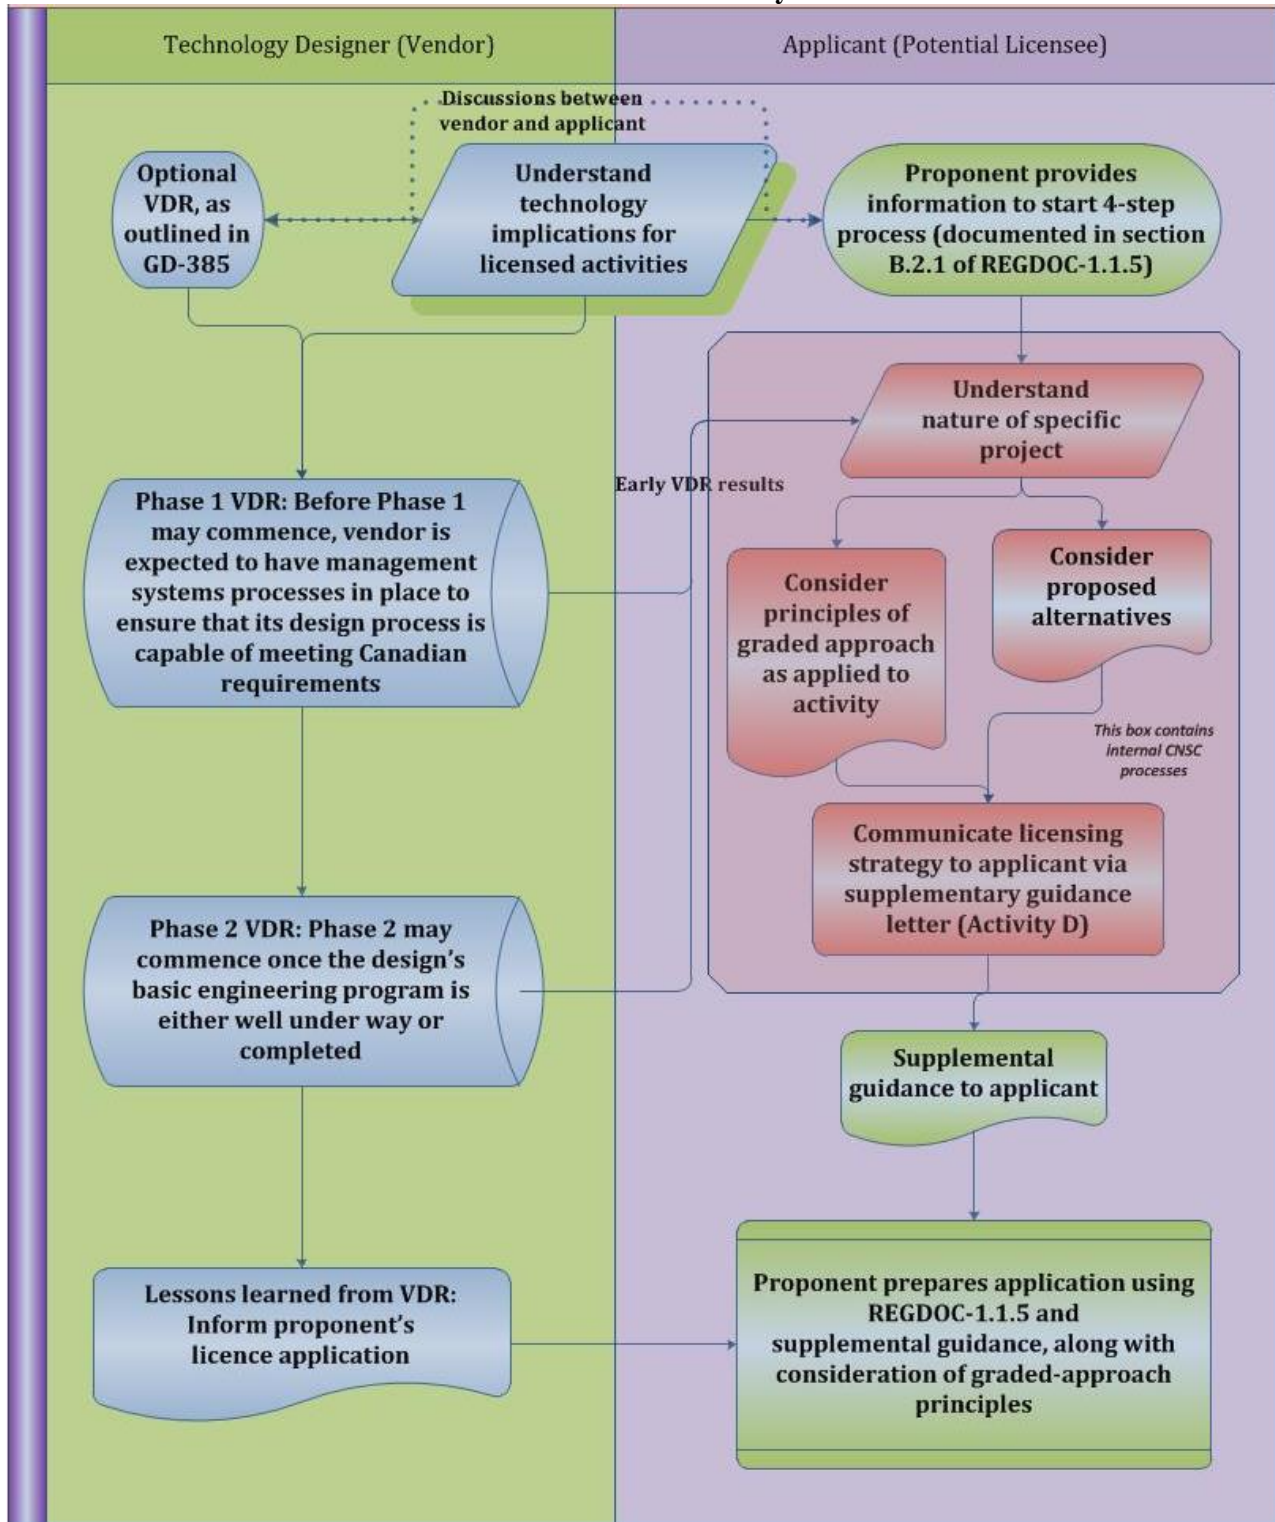 Technology Designer (Vendor)
Applicant (Potential Licensee)
Discussions between
vendor and applicant
Optional
VDR, as
outlined in
GD-385
Understand
technology
implications for
licensed activities
Proponent provides
information to start 4-step
process (documented in section
B.2.1 of REGDOC-1.1.5)
Understand
nature of specific
project
Early VDR results
Phase 1 VDR: Before Phase 1
may commence, vendor is
expected to have management
systems processes in place to
ensure that its design process is
capable of meeting Canadian
requirements
Consider
principles of
graded approach
as applied to
activity
Consider
proposed
alternatives
This box contains
internal CNSC
processes
Communicate licensing
strategy to applicant via
supplementary guidance
letter (Activity D)
Phase 2 VDR: Phase 2 may
commence once the design’s
basic engineering program is
either well under way or
completed
Supplemental
guidance to applicant
Lessons learned from VDR:
Inform proponent’s
licence application
Proponent prepares application using
REGDOC-1.1.5 and
supplemental guidance, along with
consideration of graded-approach
principles